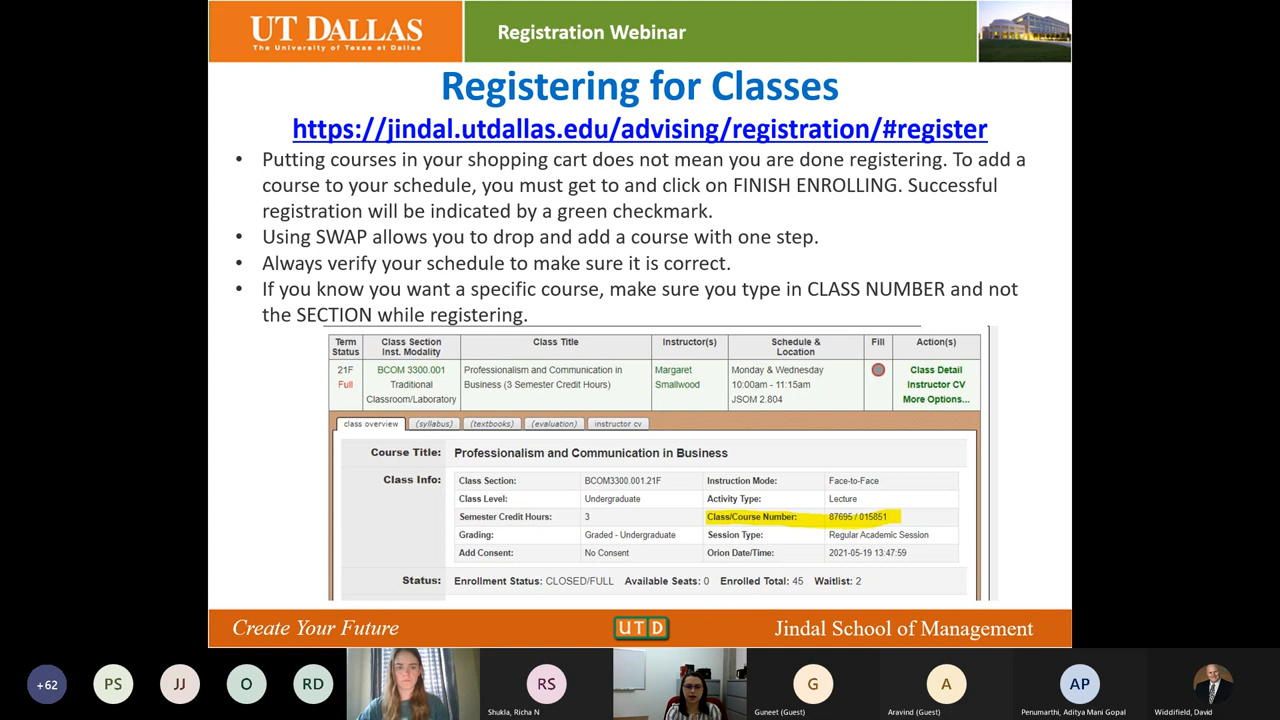 UT DALLAS
The University of Texas at Dallas
Registration Webinar
Registering for Classes
https://jindal.utdallas.edu/advising/registration/#register
• Putting courses in your shopping cart does not mean you are done registering. To add a
course to your schedule, you must get to and click on FINISH ENROLLING. Successful
registration will be indicated by a green checkmark.
• Using SWAP allows you to drop and add a course with one step.
• Always verify your schedule to make sure it is correct.
• If you know you want a specific course, make sure you type in CLASS NUMBER and not
the SECTION while registering.
Term Status
Class Section Inst. Modality
Class Title
Instructor(s)
Schedule & Location
Fill
Action(s)
21F BCOM 3300.001 Professionalism and Communication in Margaret Monday & Wednesday Class Detail
Full Traditional Business (3 Semester Credit Hours) Smallwood 10:00am - 11:15am Instructor CV
Classroom/Laboratory JSOM 2.804 More Options...
class overview (syllabus) (textbooks) (evaluation) instructor cv
Course Title: Professionalism and Communication in Business
Class Info: Class Section: BCOM3300.001.21F Instruction Mode: Face-to-Face
Class Level: Undergraduate Activity Type: Lecture
Semester Credit Hours: 3 Class/Course Number: 87695 / 015851
Grading: Graded - Undergraduate Session Type: Regular Academic Session
Add Consent: No Consent Orion Date/Time: 2021-05-19 13:47:59
Status: Enrollment Status: CLOSED/FULL Available Seats: 0 Enrolled Total: 45 Waitlist: 2
Create Your Future
UTD
Jindal School of Management
+62 PS JJ O RD RS G A AP
Shukla, Richa N Guneet (Guest) Aravind (Guest) Penumarthi, Aditya Mani Gopal Widdifield, David